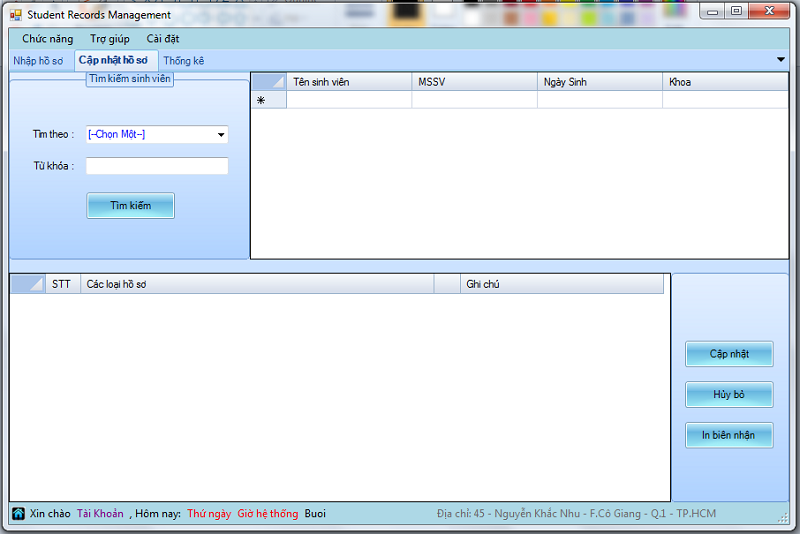 Student Records Management
Chức năng Trợ giúp Cài đặt
Nhập hồ sơ Cập nhật hồ sơ Thống kê
Tìm kiếm sinh viên
Tìm theo : [--Chọn Một--]
Từ khóa :
Tìm kiếm
Tên sinh viên MSSV Ngày Sinh Khoa
STT Các loại hồ sơ Ghi chú
Cập nhật
Hủy bỏ
In biên nhận
Xin chào Tài Khoản , Hôm nay: Thứ ngày Giờ hệ thống Buoi Địa chỉ: 45 - Nguyễn Khắc Nhu - F.Cô Giang - Q.1 - TP.HCM